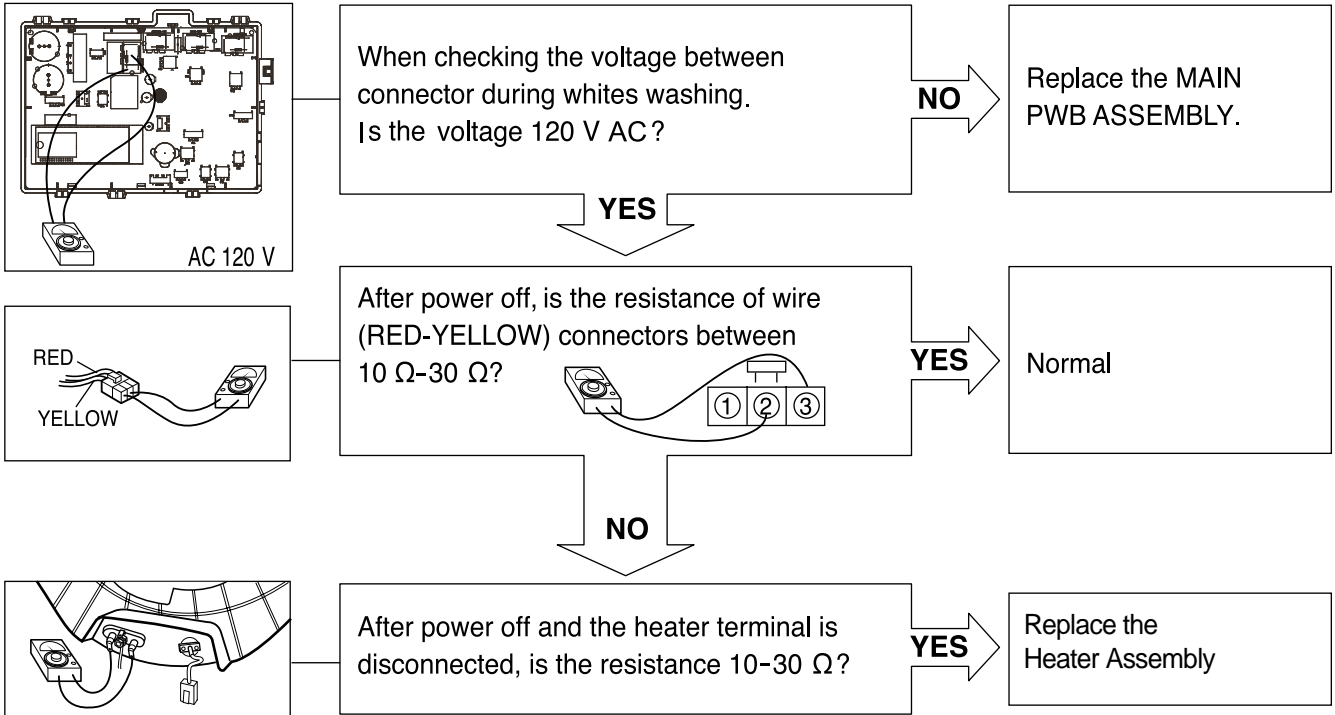 AC 120 V
When checking the voltage between
connector during whites washing.
Is the voltage 120 V AC?
NO
Replace the MAIN
PWB ASSEMBLY.
YES
RED
YELLOW
After power off, is the resistance of wire
(RED-YELLOW) connectors between
10 Ω-30 Ω?
① ② ③
YES
Normal
NO
After power off and the heater terminal is
disconnected, is the resistance 10-30 Ω?
YES
Replace the
Heater Assembly